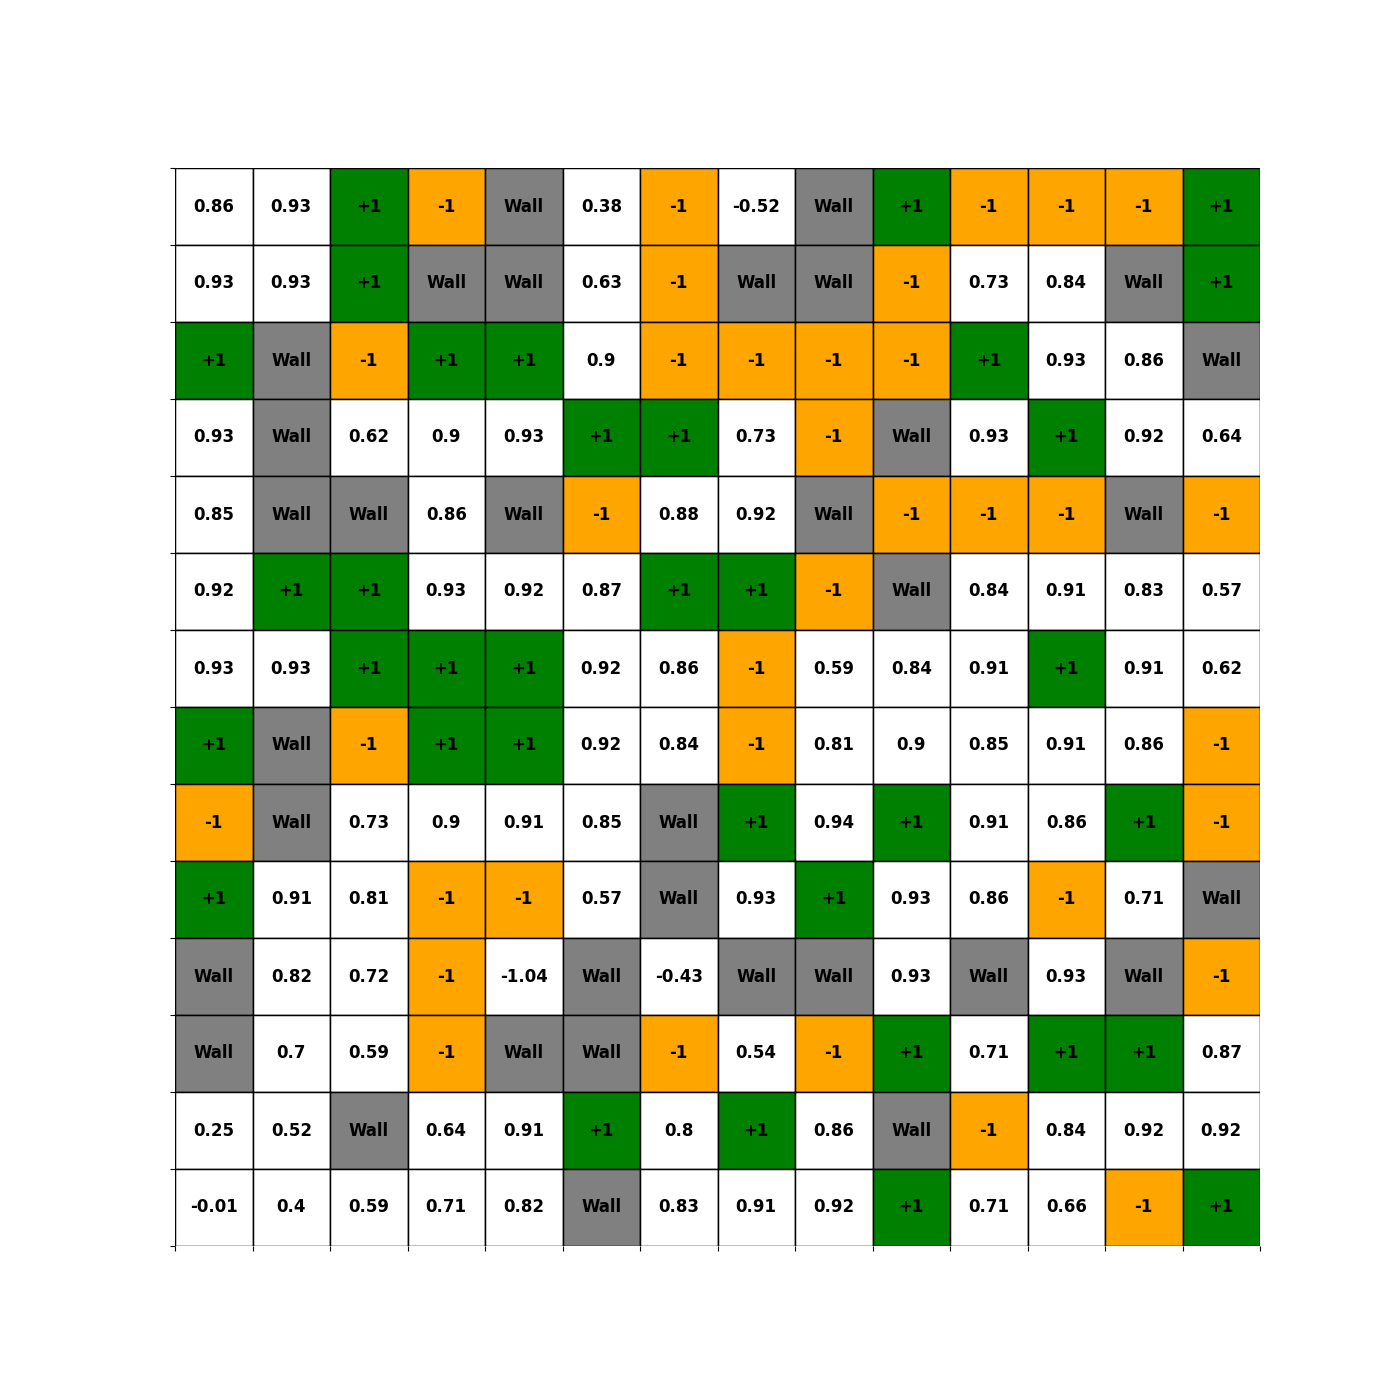 0.86 0.93 +1 -1 Wall 0.38 -1 -0.52 Wall +1 -1 -1 -1 +1
0.93 0.93 +1 Wall Wall 0.63 -1 Wall Wall -1 0.73 0.84 Wall +1
+1 Wall -1 +1 +1 0.9 -1 -1 -1 -1 +1 0.93 0.86 Wall
0.93 Wall 0.62 0.9 0.93 +1 +1 0.73 -1 Wall 0.93 +1 0.92 0.64
0.85 Wall Wall 0.86 Wall -1 0.88 0.92 Wall -1 -1 -1 Wall -1
0.92 +1 +1 0.93 0.92 0.87 +1 +1 -1 Wall 0.84 0.91 0.83 0.57
0.93 0.93 +1 +1 +1 0.92 0.86 -1 0.59 0.84 0.91 +1 0.91 0.62
+1 Wall -1 +1 +1 0.92 0.84 -1 0.81 0.9 0.85 0.91 0.86 -1
-1 Wall 0.73 0.9 0.91 0.85 Wall +1 0.94 +1 0.91 0.86 +1 -1
+1 0.91 0.81 -1 -1 0.57 Wall 0.93 +1 0.93 0.86 -1 0.71 Wall
Wall 0.82 0.72 -1 -1.04 Wall -0.43 Wall Wall 0.93 Wall 0.93 Wall -1
Wall 0.7 0.59 -1 Wall Wall -1 0.54 -1 +1 0.71 +1 +1 0.87
0.25 0.52 Wall 0.64 0.91 +1 0.8 +1 0.86 Wall -1 0.84 0.92 0.92
-0.01 0.4 0.59 0.71 0.82 Wall 0.83 0.91 0.92 +1 0.71 0.66 -1 +1